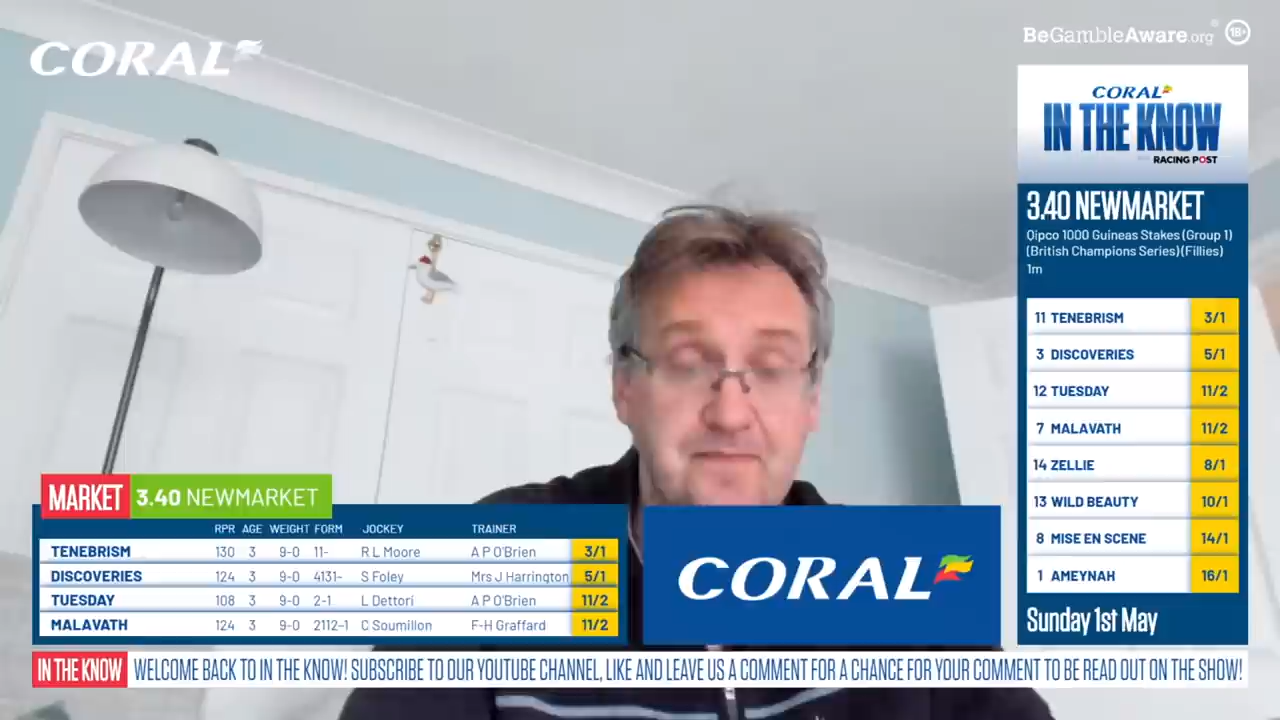 CORAL
BeGambleAware.org® 18+
CORAL
IN THE KNOW
RACING POST
3.40 NEWMARKET
Qipco 1000 Guineas Stakes (Group 1)
(British Champions Series)(Fillies)
1m
11 TENEBRISM 3/1
3 DISCOVERIES 5/1
12 TUESDAY 11/2
7 MALAVATH 11/2
14 ZELLIE 8/1
13 WILD BEAUTY 10/1
8 MISE EN SCENE 14/1
1 AMEYNAH 16/1
Sunday 1st May
MARKET 3.40 NEWMARKET
RPR AGE WEIGHT FORM JOCKEY TRAINER
TENEBRISM 130 3 9-0 11- R L Moore A P O'Brien 3/1
DISCOVERIES 124 3 9-0 4131- S Foley Mrs J Harrington 5/1
TUESDAY 108 3 9-0 2-1 L Dettori A P O'Brien 11/2
MALAVATH 124 3 9-0 2112-1 C Soumillon F-H Graffard 11/2
CORAL
IN THE KNOW WELCOME BACK TO IN THE KNOW! SUBSCRIBE TO OUR YOUTUBE CHANNEL, LIKE AND LEAVE US A COMMENT FOR A CHANCE FOR YOUR COMMENT TO BE READ OUT ON THE SHOW!